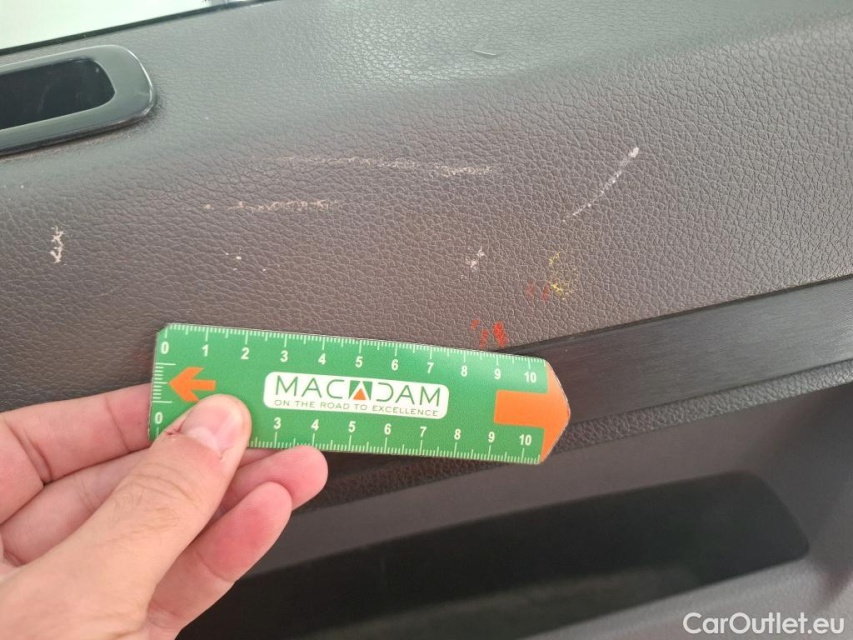 0 1 2 3 4 5 6 7 8 9 10
MACADAM
ON THE ROAD TO EXCELLENCE
0 3 4 5 6 7 8 9 10
CarOutlet.eu